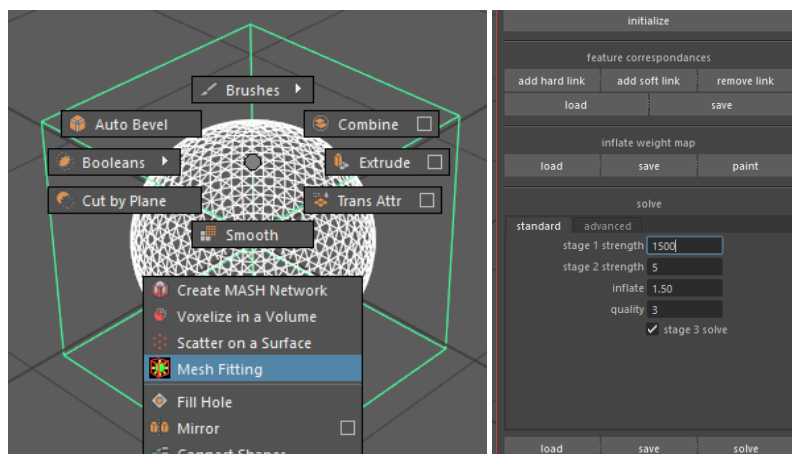 Brushes
Auto Bevel
Combine
Booleans
Extrude
Cut by Plane
Trans Attr
Smooth
Create MASH Network
Voxelize in a Volume
Scatter on a Surface
Mesh Fitting
Fill Hole
Mirror
Connect Shapes
initialize
feature correspondances
add hard link add soft link remove link
load save
inflate weight map
load save paint
solve
standard advanced
stage 1 strength 1500
stage 2 strength 5
inflate 1.50
quality 3
stage 3 solve
load save solve